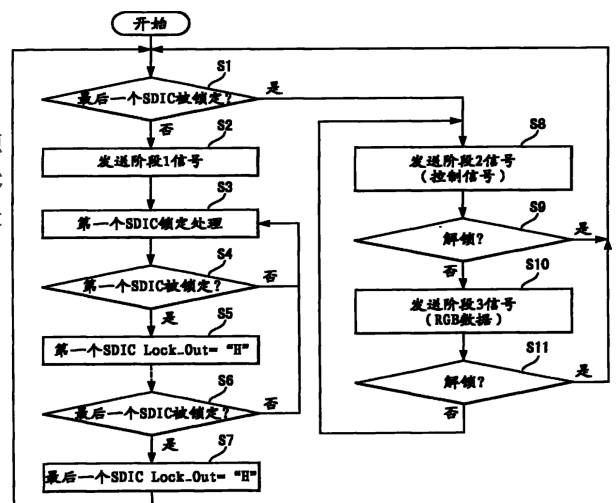 开始
S1
最后一个SDIC被锁定?
是
否
S2
发送阶段1信号
S3
第一个SDIC锁定处理
S4
第一个SDIC被锁定?
否
是
S5
第一个SDIC Lock_Out= “H”
S6
最后一个SDIC被锁定?
否
是
S7
最后一个SDIC Lock_Out= “H”
S8
发送阶段2信号
(控制信号)
S9
解锁?
是
否
S10
发送阶段3信号
(RGB数据)
S11
解锁?
是
否